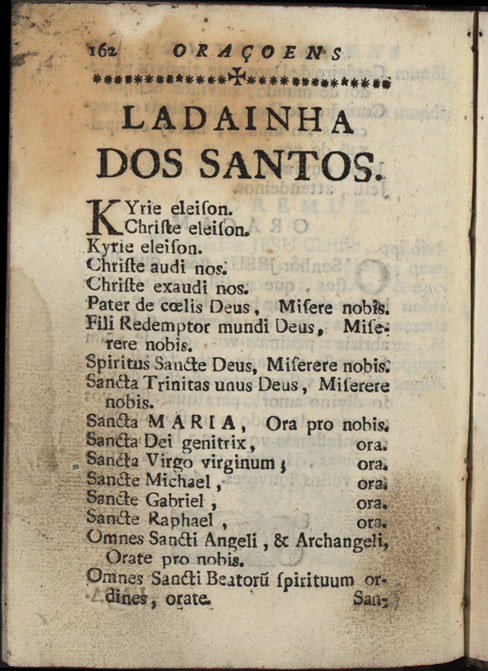 162 ORAÇOENS
LADAINHA
DOS SANTOS.
KYrie eleiſon.
Chriſte eleiſon.
Kyrie eleiſon.
Chriſte audi nos.
Chriſte exaudi nos.
Pater de cœlis Deus, Miſere nobis.
Fili Redemptor mundi Deus, Miſe-
rere nobis.
Spiritus Sancte Deus, Miſerere nobis.
Sancta Trinitas unus Deus, Miſerere
nobis.
Sancta MARIA, Ora pro nobis.
Sancta Dei genitrix, ora.
Sancta Virgo virginum; ora.
Sancte Michael, ora.
Sancte Gabriel, ora.
Sancte Raphael, ora.
Omnes Sancti Angeli, & Archangeli,
Orate pro nobis.
Omnes Sancti Beatorũ ſpirituum or-
dines, orate. San-